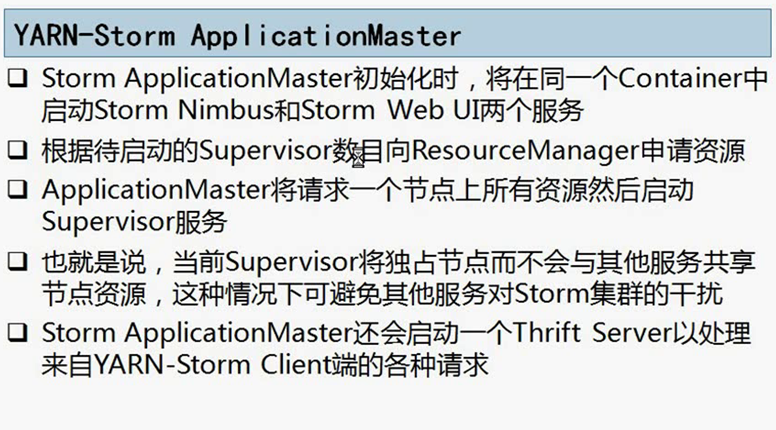 YARN-Storm ApplicationMaster
❑ Storm ApplicationMaster初始化时，将在同一个Container中
启动Storm Nimbus和Storm Web UI两个服务
❑ 根据待启动的Supervisor数目向ResourceManager申请资源
❑ ApplicationMaster将请求一个节点上所有资源然后启动
Supervisor服务
❑ 也就是说，当前Supervisor将独占节点而不会与其他服务共享
节点资源，这种情况下可避免其他服务对Storm集群的干扰
❑ Storm ApplicationMaster还会启动一个Thrift Server以处理
来自YARN-Storm Client端的各种请求